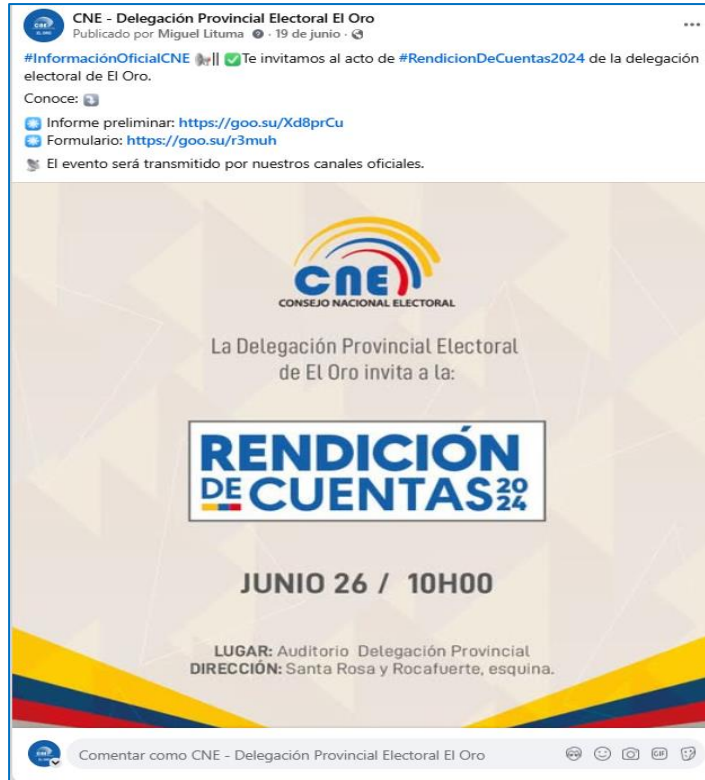 CNE - Delegación Provincial Electoral El Oro
Publicado por Miguel Lituma · 19 de junio ·
#InformaciónOficialCNE || Te invitamos al acto de #RendicionDeCuentas2024 de la delegación
electoral de El Oro.
Conoce:
Informe preliminar: https://goo.su/Xd8prCu
Formulario: https://goo.su/r3muh
El evento será transmitido por nuestros canales oficiales.
CNE
CONSEJO NACIONAL ELECTORAL
La Delegación Provincial Electoral
de El Oro invita a la:
RENDICIÓN
DE CUENTAS 2024
JUNIO 26 / 10H00
LUGAR: Auditorio Delegación Provincial
DIRECCIÓN: Santa Rosa y Rocafuerte, esquina.
Comentar como CNE - Delegación Provincial Electoral El Oro
GIF